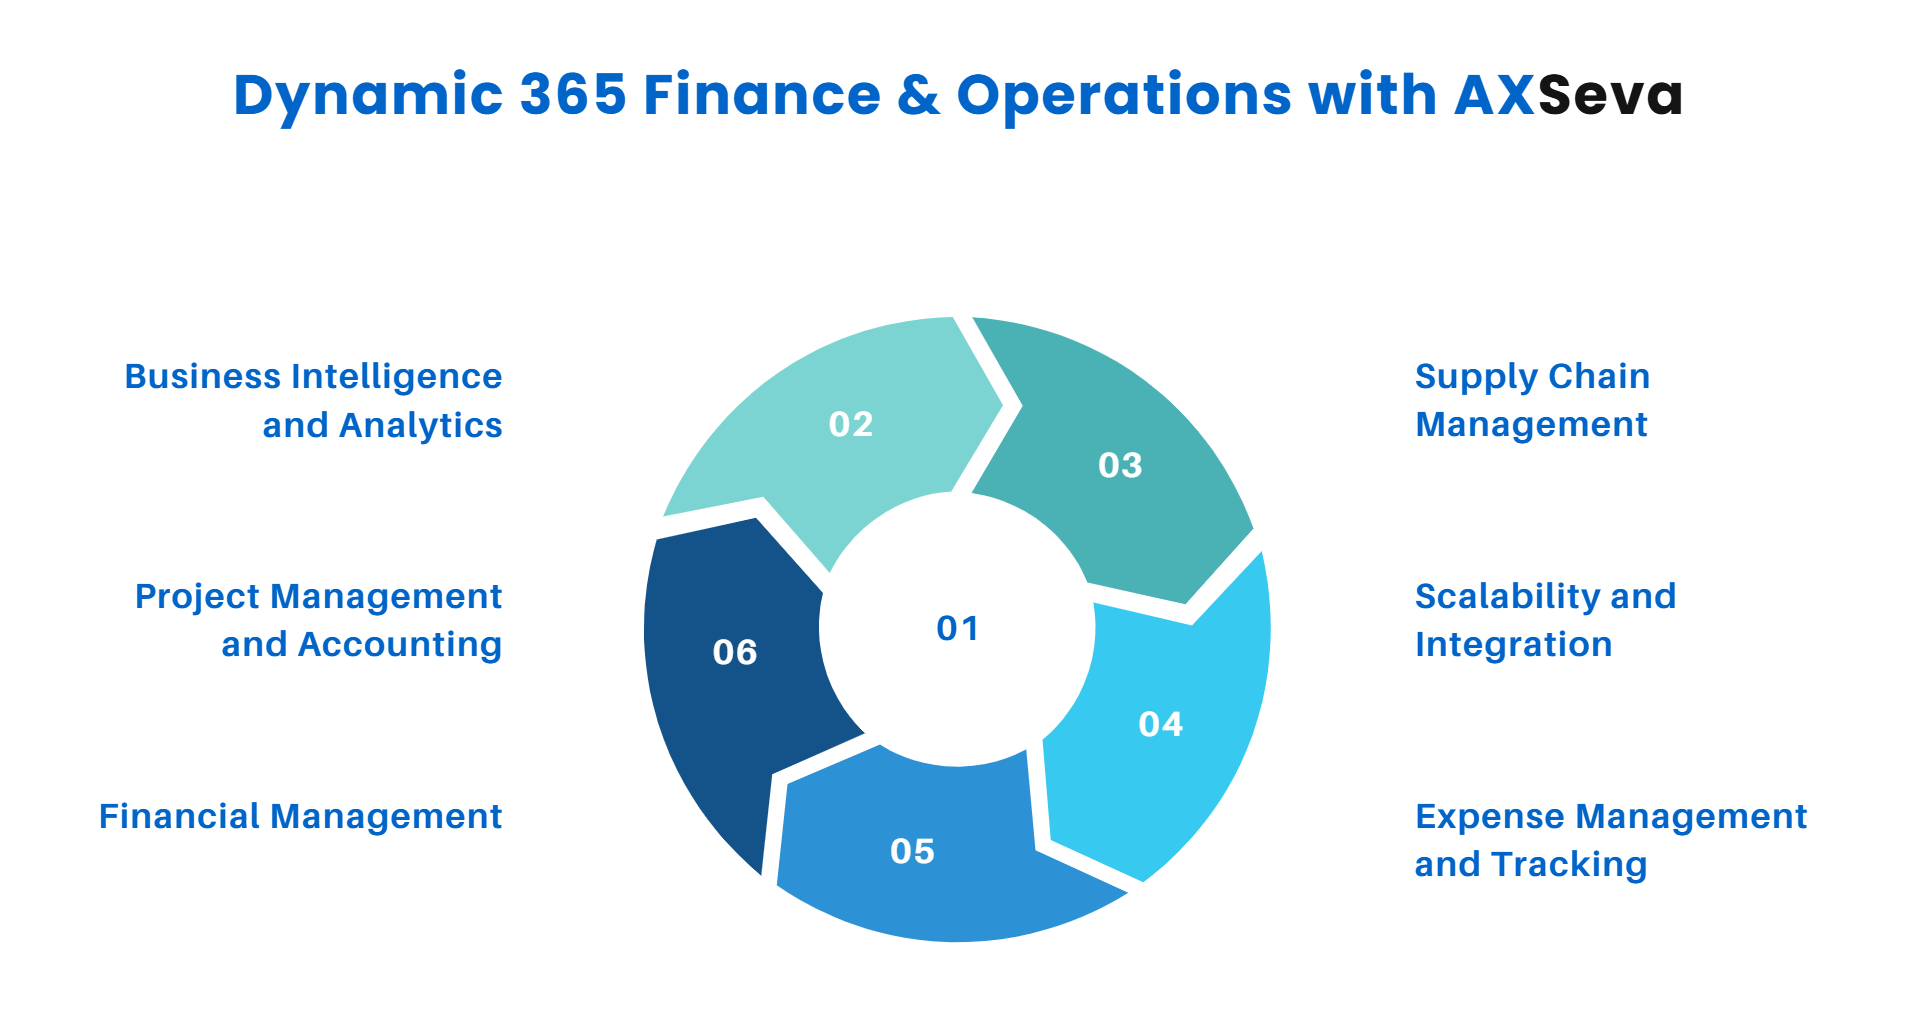 Dynamic 365 Finance & Operations with AXSeva
Business Intelligence
and Analytics
Project Management
and Accounting
Financial Management
02
03
01
06
04
05
Supply Chain
Management
Scalability and
Integration
Expense Management
and Tracking